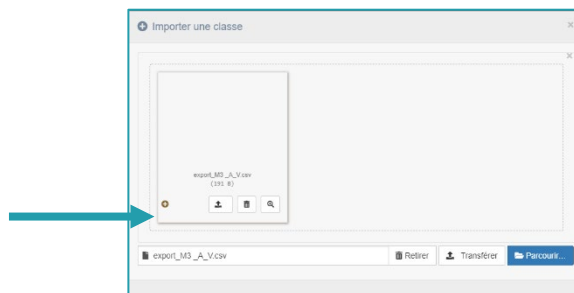 Importer une classe
export_M3 _A_V.csv
(191 B)
export_M3 _A_V.csv Retirer Transférer Parcourir...